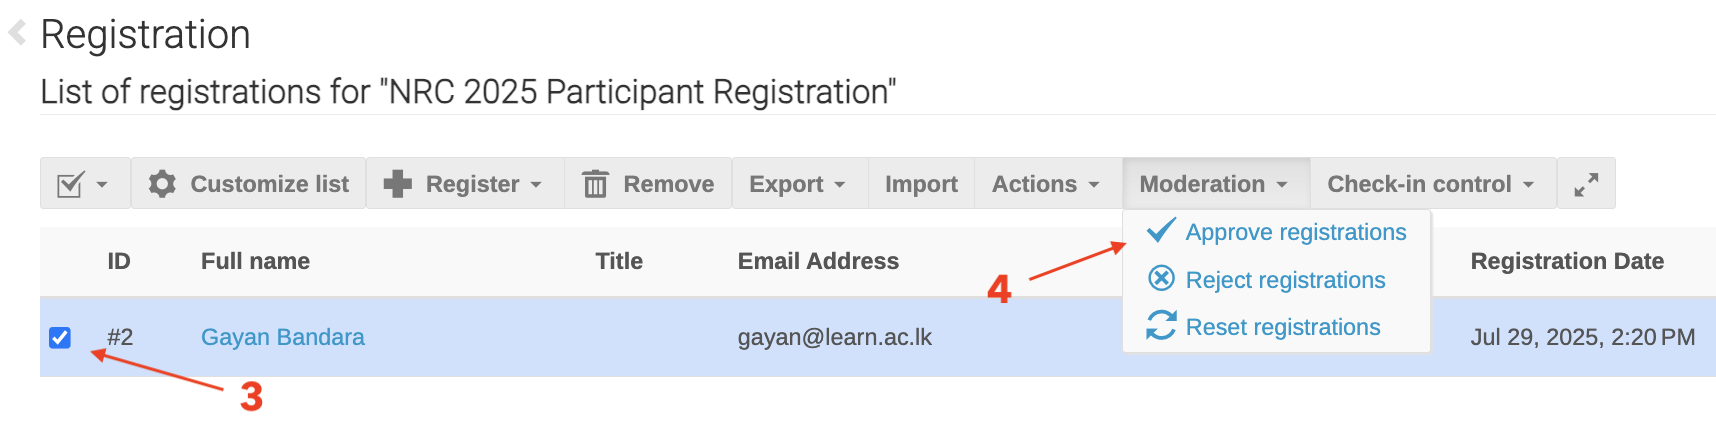 Registration
List of registrations for "NRC 2025 Participant Registration"
Customize list Register Remove Export Import Actions Moderation Check-in control
Approve registrations
Reject registrations
Reset registrations
4
ID Full name Title Email Address Registration Date
#2 Gayan Bandara gayan@learn.ac.lk Jul 29, 2025, 2:20 PM
3